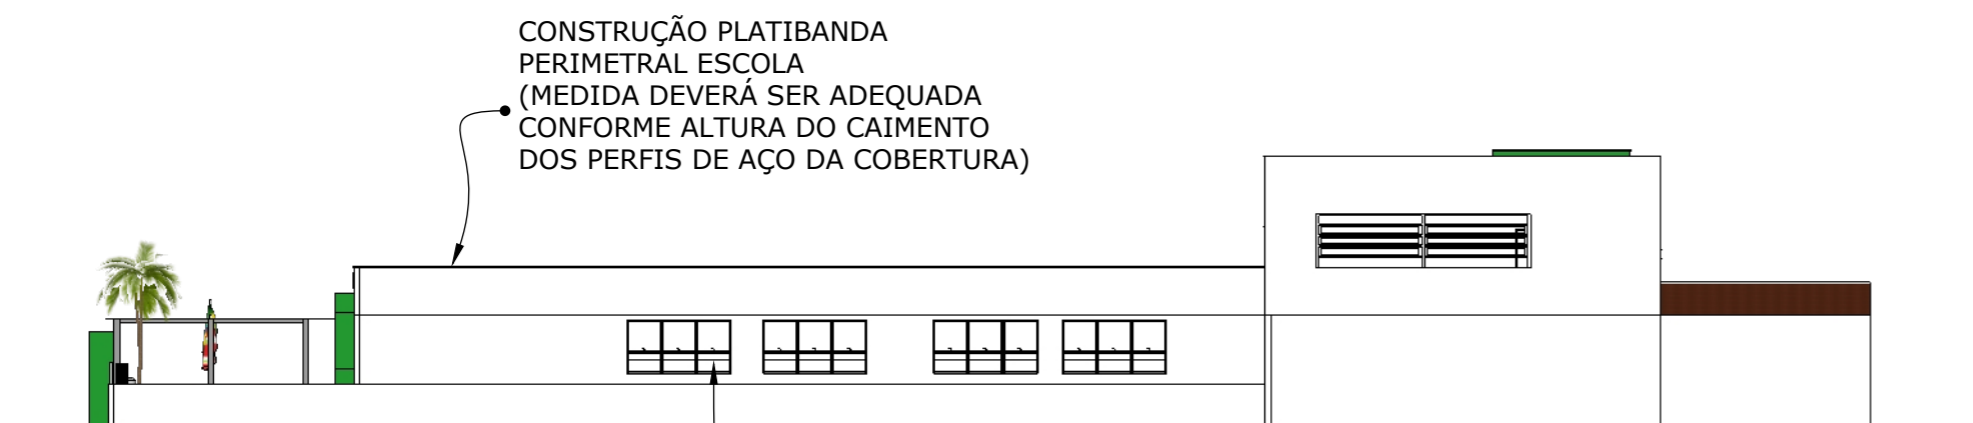 CONSTRUÇÃO PLATIBANDA
PERIMETRAL ESCOLA
(MEDIDA DEVERÁ SER ADEQUADA
CONFORME ALTURA DO CAIMENTO
DOS PERFIS DE AÇO DA COBERTURA)